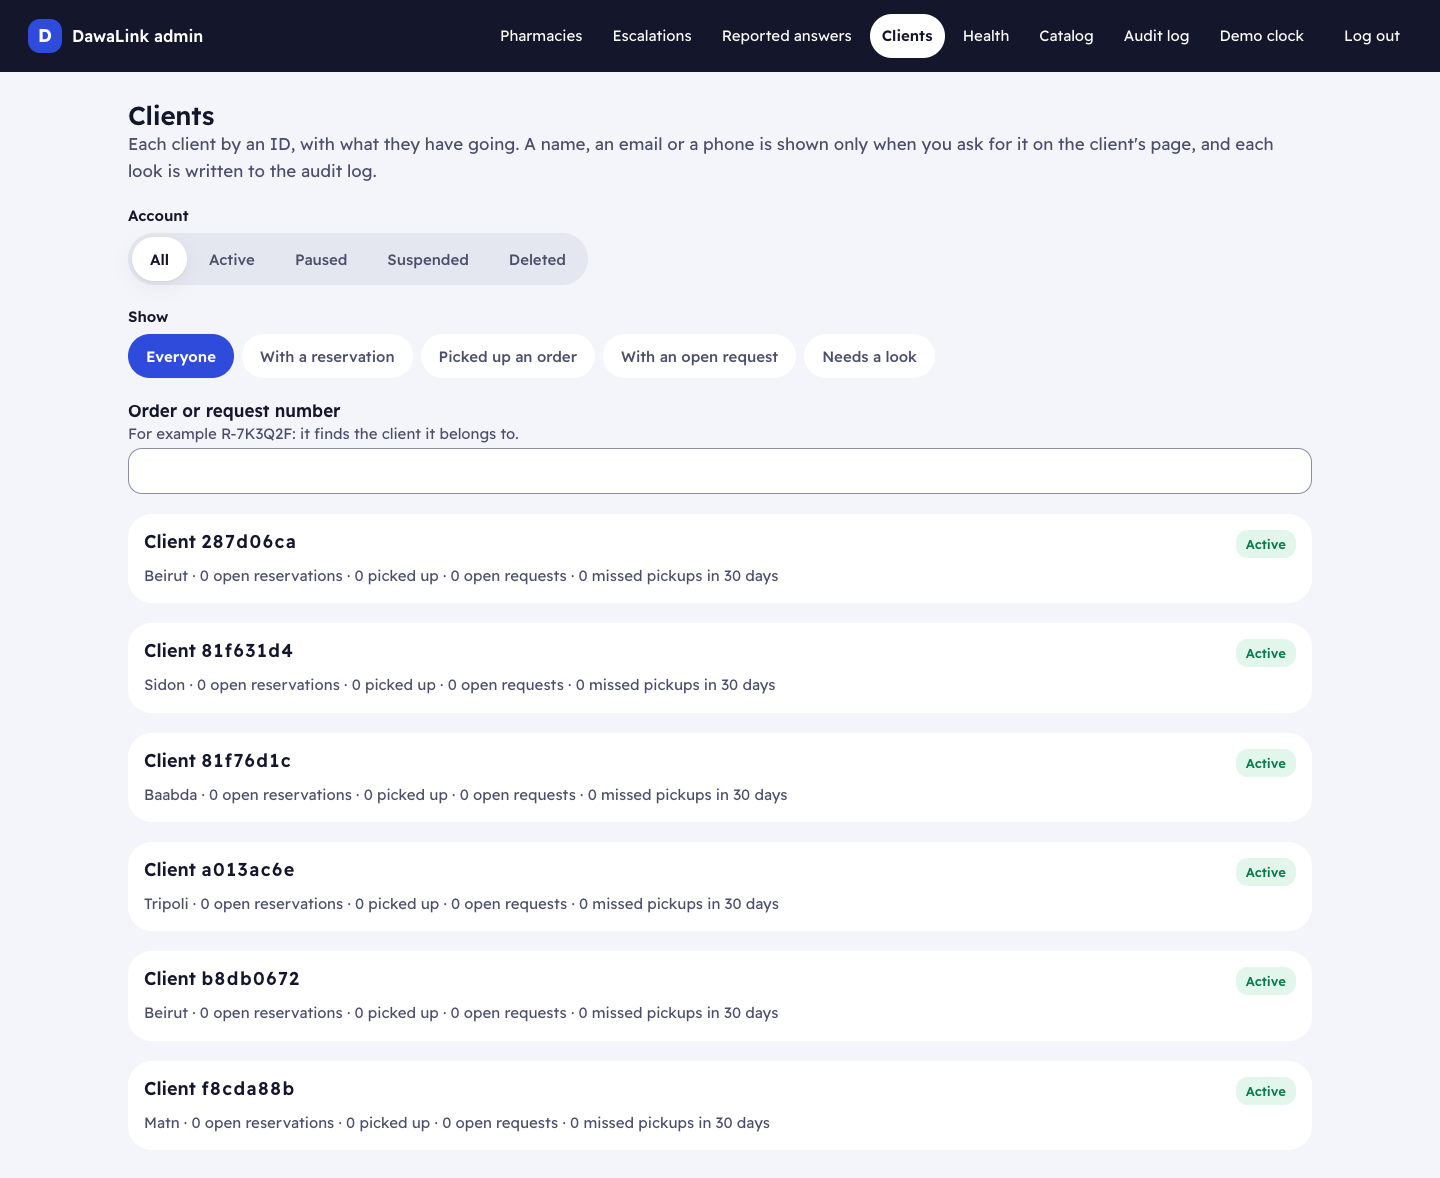 D DawaLink admin Pharmacies Escalations Reported answers Clients Health Catalog Audit log Demo clock Log out
Clients
Each client by an ID, with what they have going. A name, an email or a phone is shown only when you ask for it on the client's page, and each
look is written to the audit log.
Account
All Active Paused Suspended Deleted
Show
Everyone With a reservation Picked up an order With an open request Needs a look
Order or request number
For example R-7K3Q2F: it finds the client it belongs to.
Client 287d06ca Active
Beirut · 0 open reservations · 0 picked up · 0 open requests · 0 missed pickups in 30 days
Client 81f631d4 Active
Sidon · 0 open reservations · 0 picked up · 0 open requests · 0 missed pickups in 30 days
Client 81f76d1c Active
Baabda · 0 open reservations · 0 picked up · 0 open requests · 0 missed pickups in 30 days
Client a013ac6e Active
Tripoli · 0 open reservations · 0 picked up · 0 open requests · 0 missed pickups in 30 days
Client b8db0672 Active
Beirut · 0 open reservations · 0 picked up · 0 open requests · 0 missed pickups in 30 days
Client f8cda88b Active
Matn · 0 open reservations · 0 picked up · 0 open requests · 0 missed pickups in 30 days